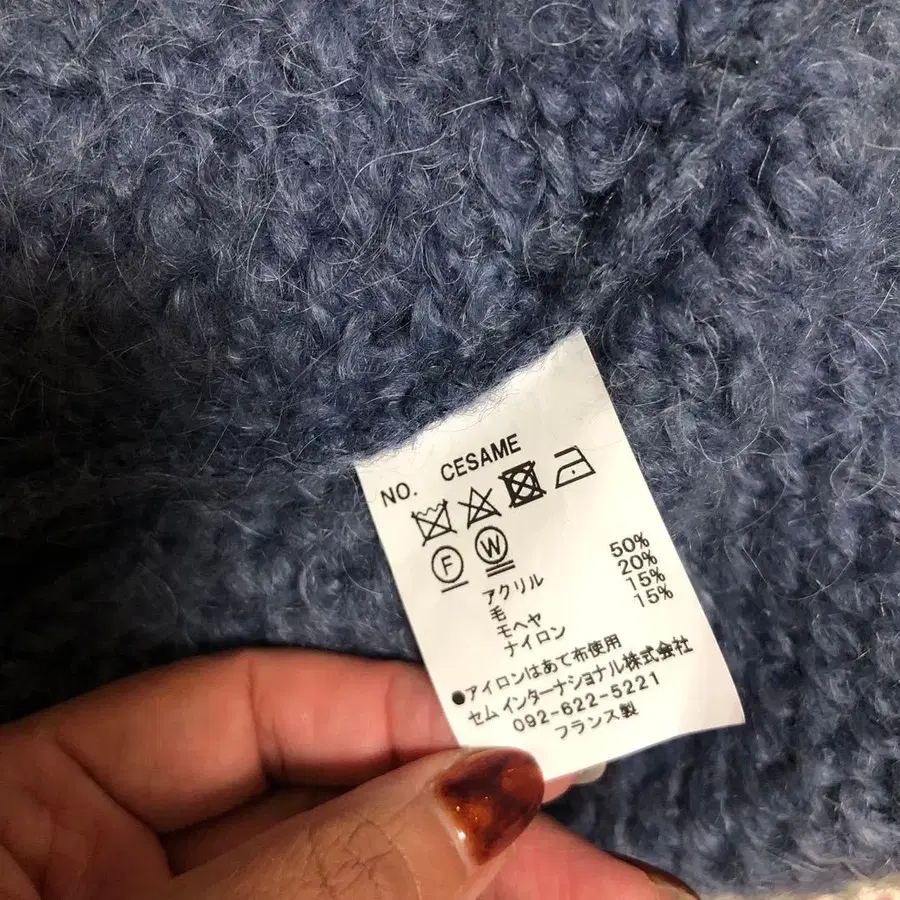 NO. CESAME
F W
アクリル 50%
毛 20%
モヘヤ 15%
ナイロン 15%
●アイロンはあて布使用
セム インターナショナル株式会社
092-622-5221
フランス製